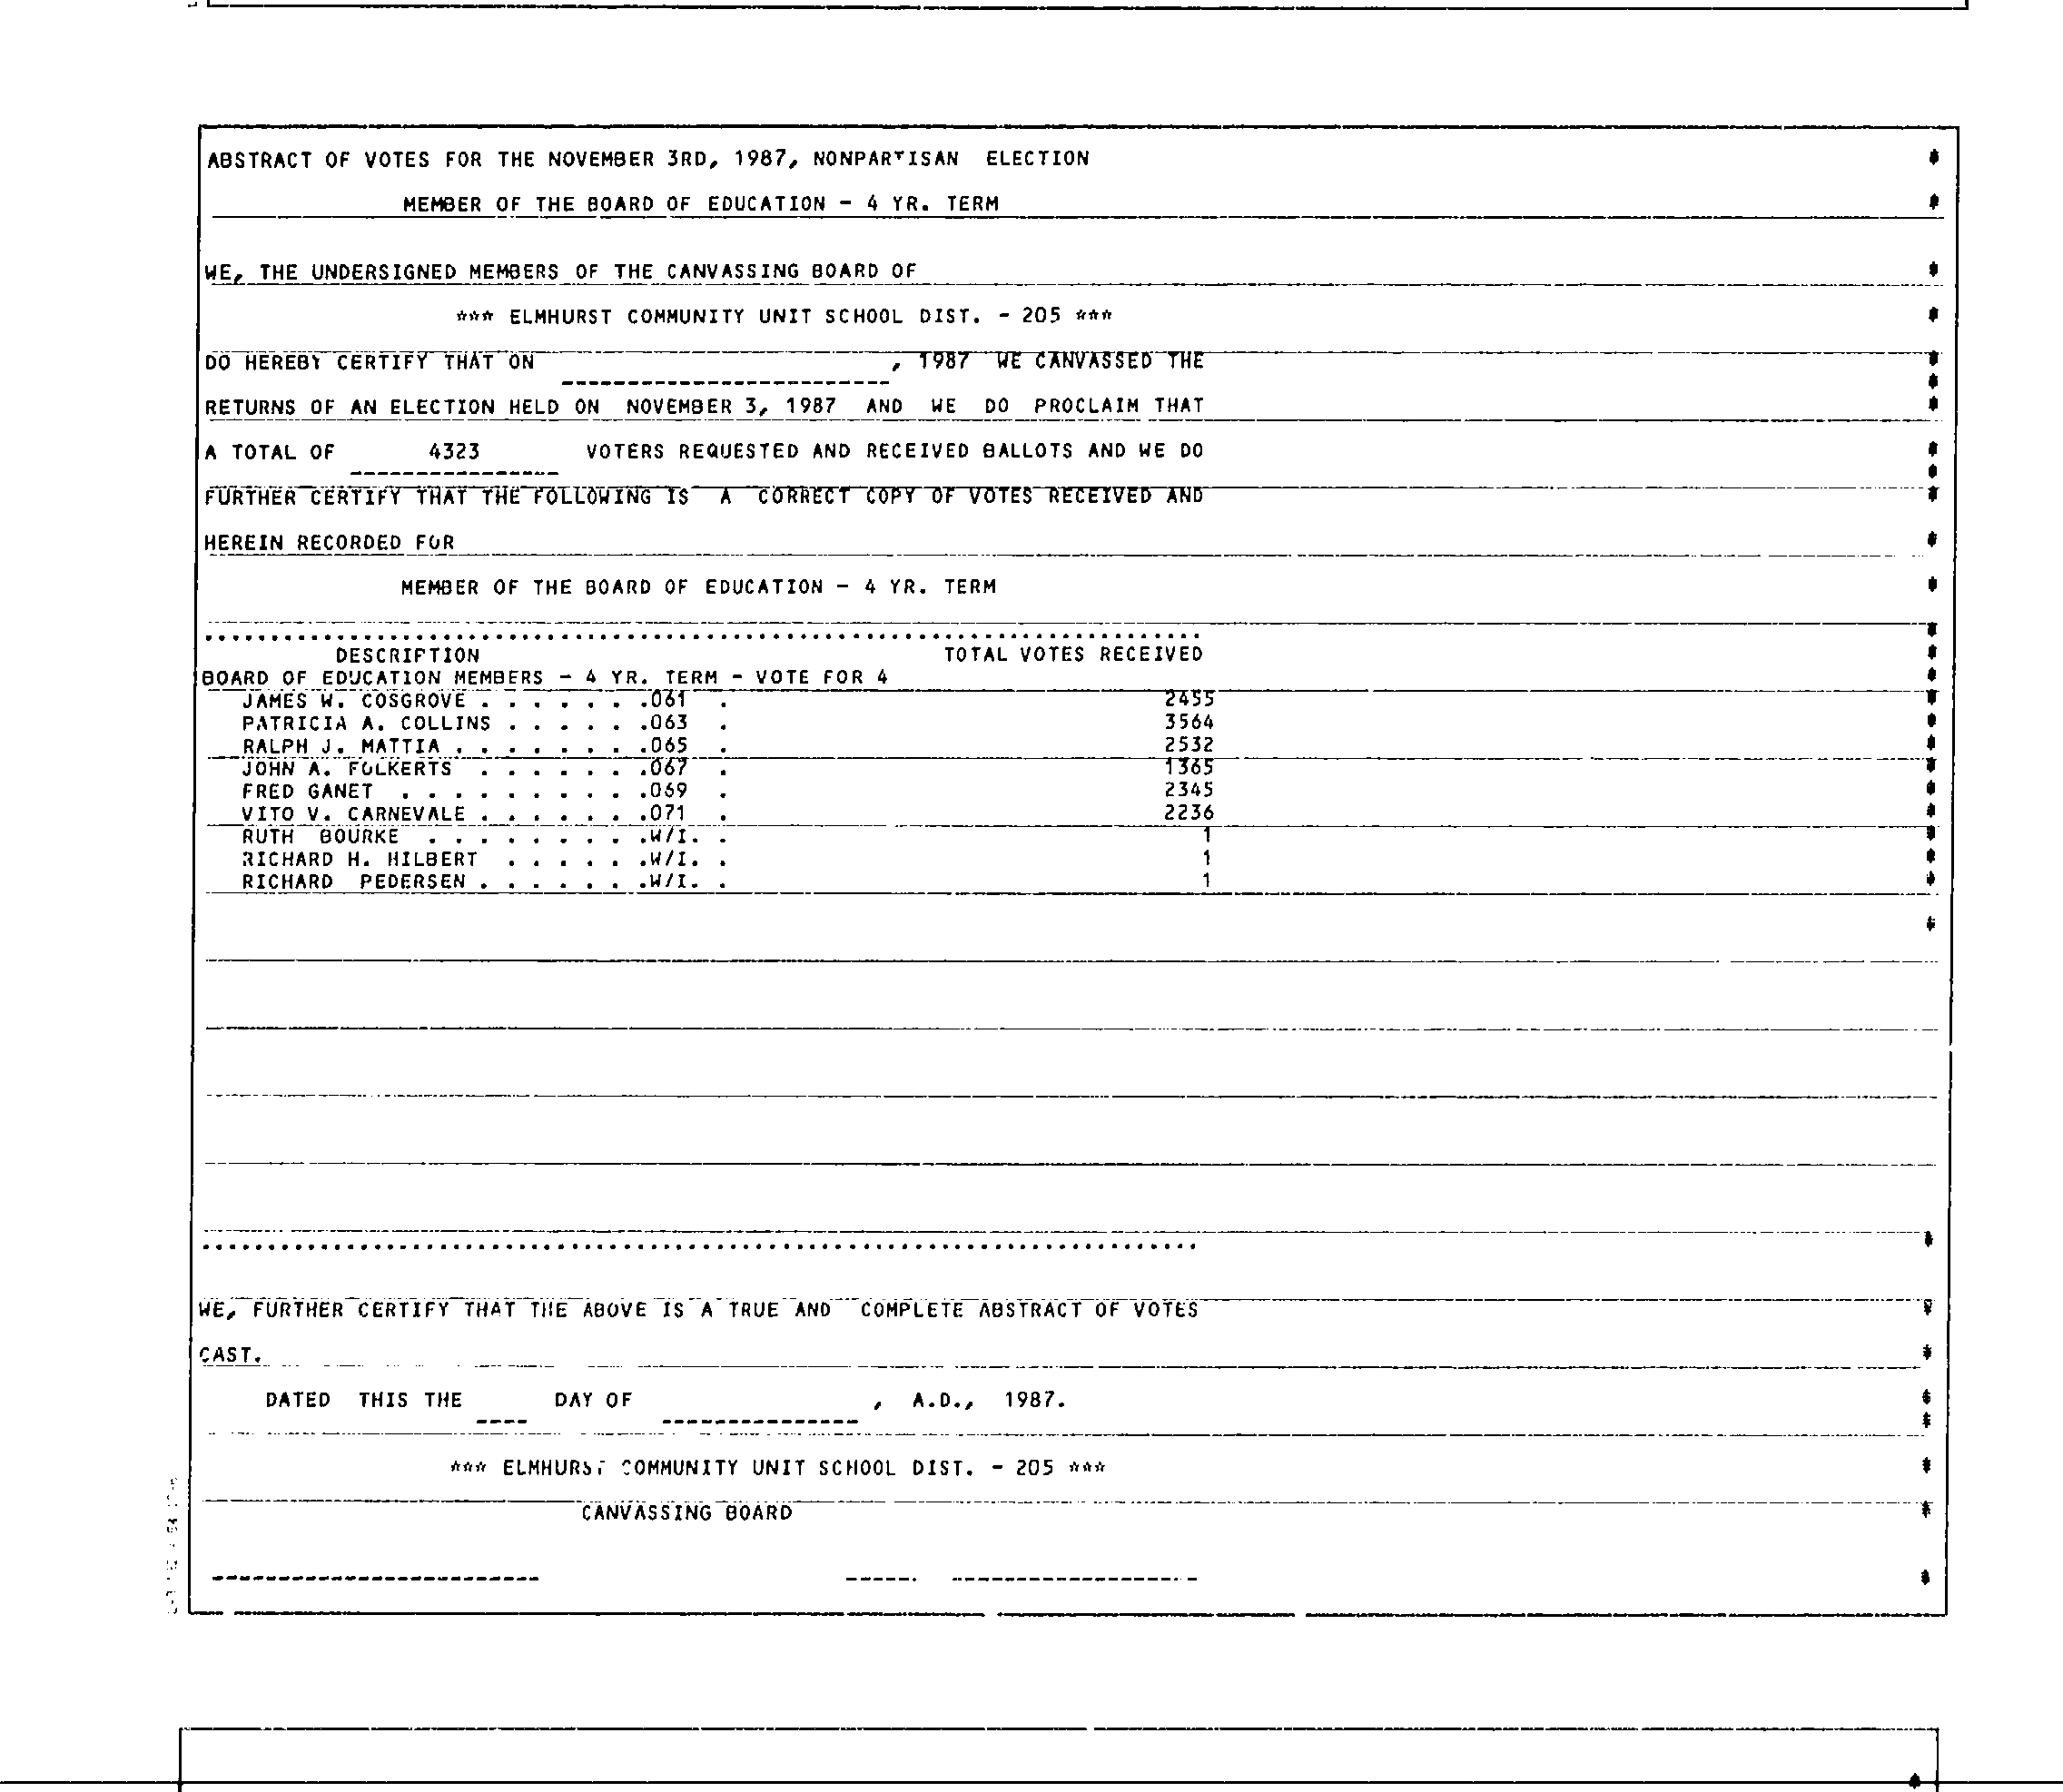 ABSTRACT OF VOTES FOR THE NOVEMBER 3RD, 1987, NONPARTISAN ELECTION
MEMBER OF THE BOARD OF EDUCATION - 4 YR. TERM
WE, THE UNDERSIGNED MEMBERS OF THE CANVASSING BOARD OF
*** ELMHURST COMMUNITY UNIT SCHOOL DIST. - 205 ***
DO HEREBY CERTIFY THAT ON _________________________, 1987 WE CANVASSED THE
RETURNS OF AN ELECTION HELD ON NOVEMBER 3, 1987 AND WE DO PROCLAIM THAT
A TOTAL OF 4323 VOTERS REQUESTED AND RECEIVED BALLOTS AND WE DO
FURTHER CERTIFY THAT THE FOLLOWING IS A CORRECT COPY OF VOTES RECEIVED AND
HEREIN RECORDED FOR
MEMBER OF THE BOARD OF EDUCATION - 4 YR. TERM
DESCRIPTION TOTAL VOTES RECEIVED
BOARD OF EDUCATION MEMBERS - 4 YR. TERM - VOTE FOR 4
JAMES W. COSGROVE . . . . . . .061 . 2455
PATRICIA A. COLLINS . . . . . .063 . 3564
RALPH J. MATTIA . . . . . . . .065 . 2532
JOHN A. FOLKERTS . . . . . . .067 . 1365
FRED GANET . . . . . . . . . .069 . 2345
VITO V. CARNEVALE . . . . . . .071 . 2236
RUTH BOURKE . . . . . . . . .W/I. . 1
RICHARD H. HILBERT . . . . . .W/I. . 1
RICHARD PEDERSEN . . . . . . .W/I. . 1
WE, FURTHER CERTIFY THAT THE ABOVE IS A TRUE AND COMPLETE ABSTRACT OF VOTES
CAST.
DATED THIS THE ____ DAY OF _______________, A.D., 1987.
*** ELMHURST COMMUNITY UNIT SCHOOL DIST. - 205 ***
CANVASSING BOARD